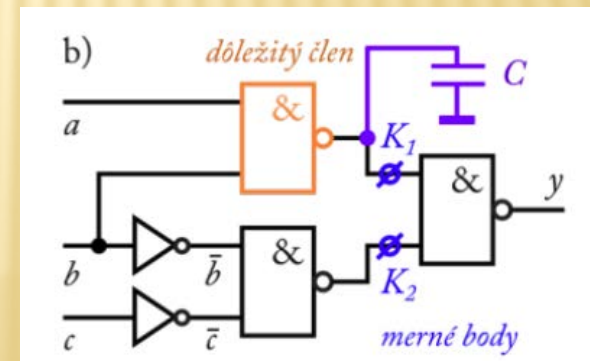 b)
dôležitý člen
C
a
&
K₁
&
y
b
b̄
&
K₂
c
c̄
merné body